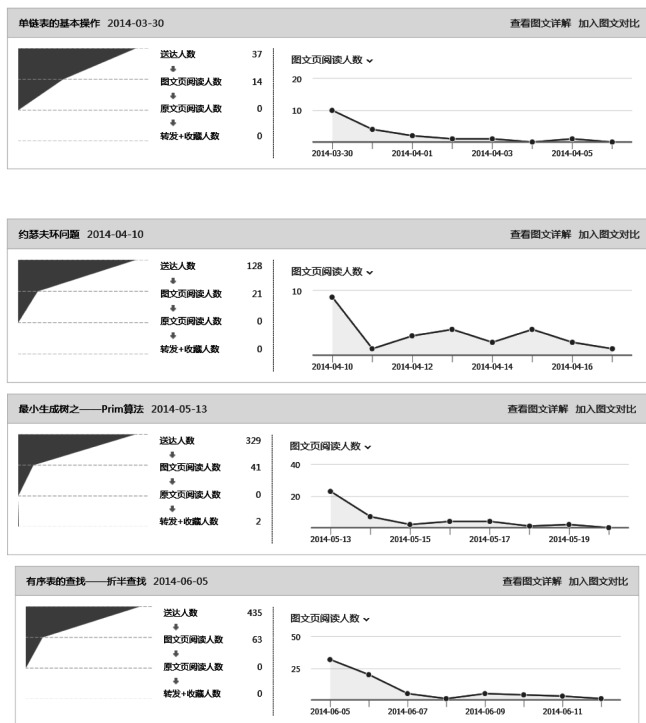 单链表的基本操作 2014-03-30 查看图文详解 加入图文对比
送达人数 37
图文页阅读人数 14
原文页阅读人数 0
转发+收藏人数 0
图文页阅读人数
20
10
2014-03-30 2014-04-01 2014-04-03 2014-04-05
约瑟夫环问题 2014-04-10 查看图文详解 加入图文对比
送达人数 128
图文页阅读人数 21
原文页阅读人数 0
转发+收藏人数 0
图文页阅读人数
10
2014-04-10 2014-04-12 2014-04-14 2014-04-16
最小生成树之——Prim算法 2014-05-13 查看图文详解 加入图文对比
送达人数 329
图文页阅读人数 41
原文页阅读人数 0
转发+收藏人数 2
图文页阅读人数
40
20
2014-05-13 2014-05-15 2014-05-17 2014-05-19
有序表的查找——折半查找 2014-06-05 查看图文详解 加入图文对比
送达人数 435
图文页阅读人数 63
原文页阅读人数 0
转发+收藏人数 0
图文页阅读人数
50
25
2014-06-05 2014-06-07 2014-06-09 2014-06-11